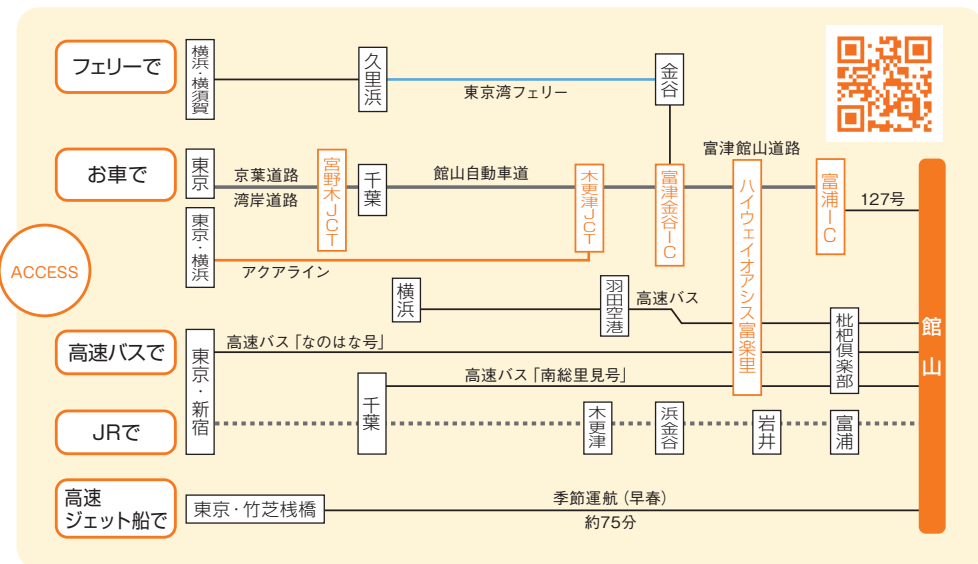 ACCESS
フェリーで
横浜・横須賀
久里浜
東京湾フェリー
金谷
お車で
東京
京葉道路
湾岸道路
宮野木JCT
千葉
館山自動車道
木更津JCT
富津金谷IC
富津館山道路
ハイウェイオアシス富楽里
富浦IC
127号
東京・横浜
アクアライン
高速バスで
横浜
羽田空港
高速バス
東京・新宿
高速バス「なのはな号」
千葉
高速バス「南総里見号」
枇杷倶楽部
JRで
木更津
浜金谷
岩井
富浦
高速
ジェット船で
東京・竹芝桟橋
季節運航（早春）
約75分
館山